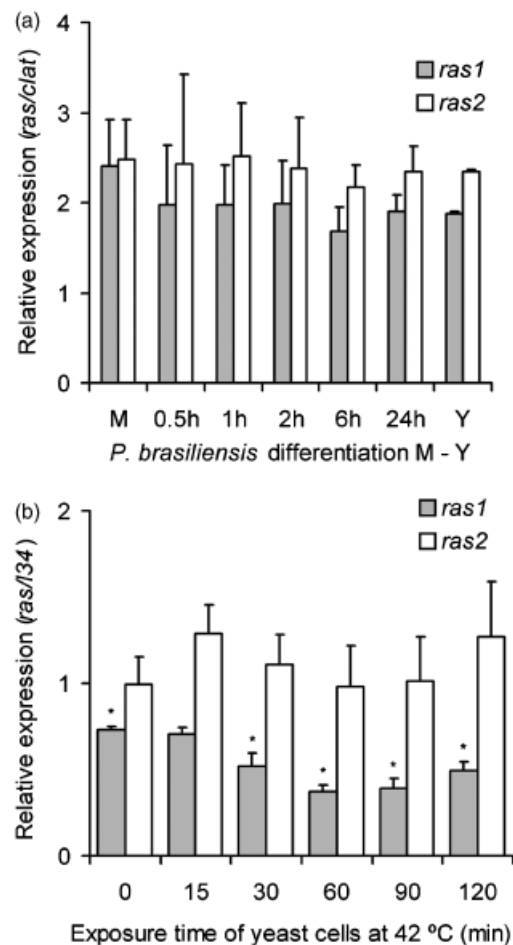 (a)
4
3
2
1
0
Relative expression (ras/clat)
ras1
ras2
M 0.5h 1h 2h 6h 24h Y
P. brasiliensis differentiation M - Y
(b)
2
1
0
Relative expression (ras/l34)
ras1
ras2
* * * * *
0 15 30 60 90 120
Exposure time of yeast cells at 42 ºC (min)